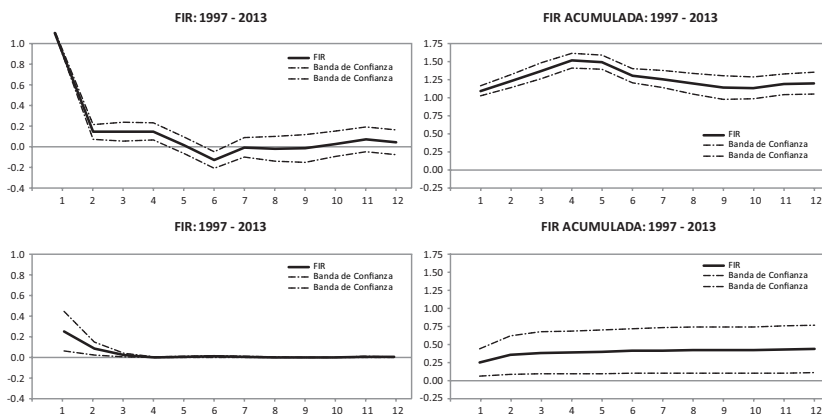 FIR: 1997 - 2013
1.0
0.8
0.6
0.4
0.2
0.0
-0.2
-0.4
FIR
Banda de Confianza
Banda de Confianza
1 2 3 4 5 6 7 8 9 10 11 12
FIR ACUMULADA: 1997 - 2013
1.75
1.50
1.25
1.00
0.75
0.50
0.25
0.00
-0.25
FIR
Banda de Confianza
Banda de Confianza
1 2 3 4 5 6 7 8 9 10 11 12
FIR: 1997 - 2013
1.0
0.8
0.6
0.4
0.2
0.0
-0.2
-0.4
FIR
Banda de Confianza
Banda de Confianza
1 2 3 4 5 6 7 8 9 10 11 12
FIR ACUMULADA: 1997 - 2013
1.75
1.50
1.25
1.00
0.75
0.50
0.25
0.00
-0.25
FIR
Banda de Confianza
Banda de Confianza
1 2 3 4 5 6 7 8 9 10 11 12